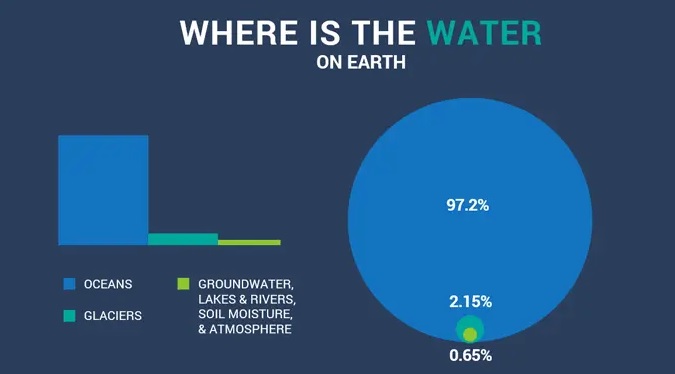 WHERE IS THE WATER
ON EARTH
97.2%
2.15%
0.65%
OCEANS
GLACIERS
GROUNDWATER,
LAKES & RIVERS,
SOIL MOISTURE,
& ATMOSPHERE